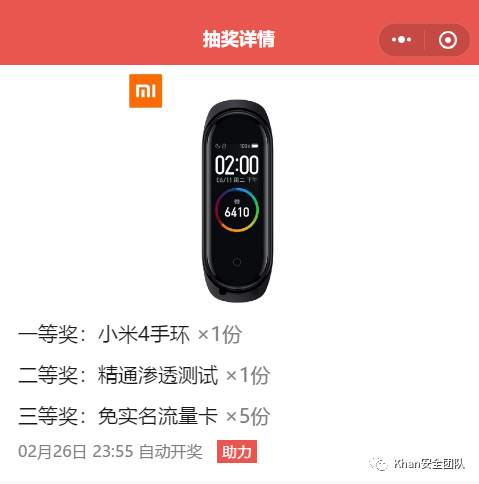 抽奖详情
mi
100%
02:00
06/11 周二 下午
6410
一等奖：小米4手环 ×1份
二等奖：精通渗透测试 ×1份
三等奖：免实名流量卡 ×5份
02月26日 23:55 自动开奖 助力
Khan安全团队